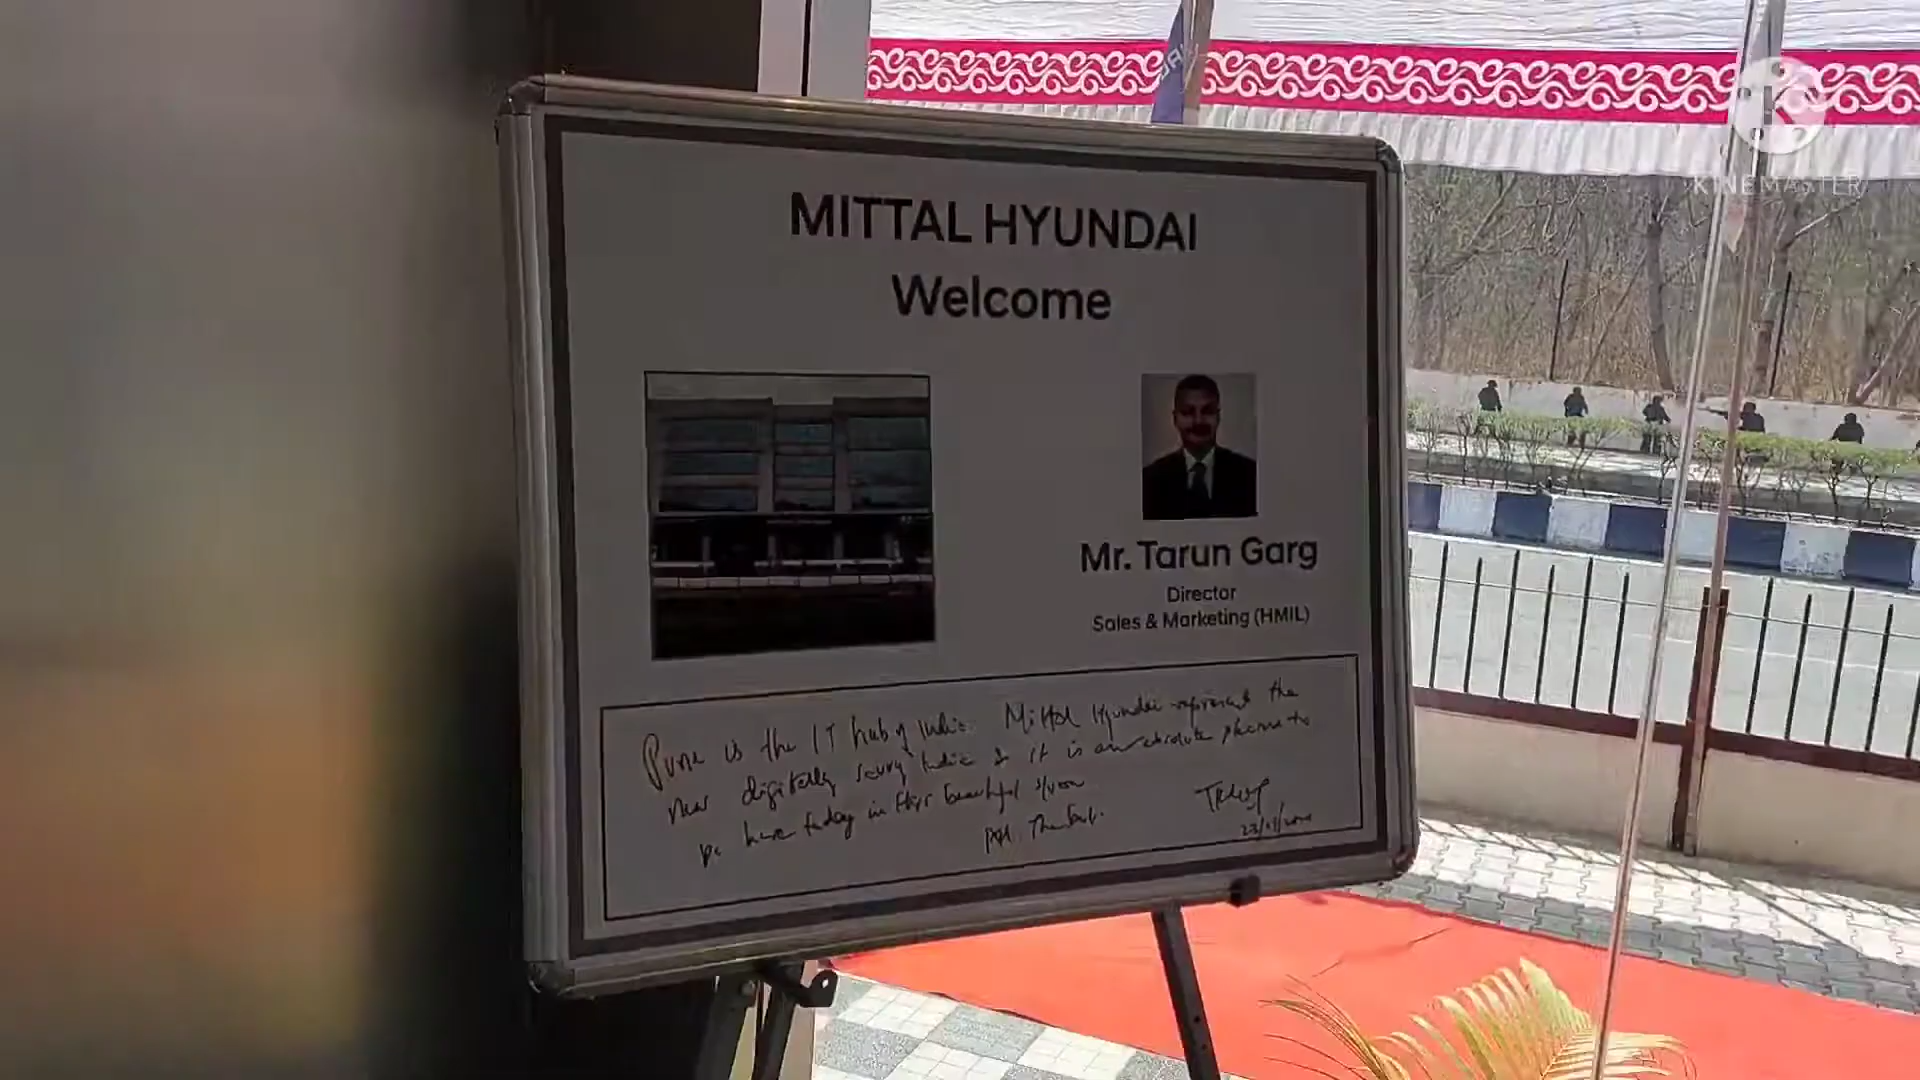 MITTAL HYUNDAI
Welcome
Mr. Tarun Garg
Director
Sales & Marketing (HMIL)
Pune is the IT hub of India. Mittal Hyundai represent the
new digitally savvy India & it is an absolute pleasure to
be here today in this beautiful
KINEMASTER